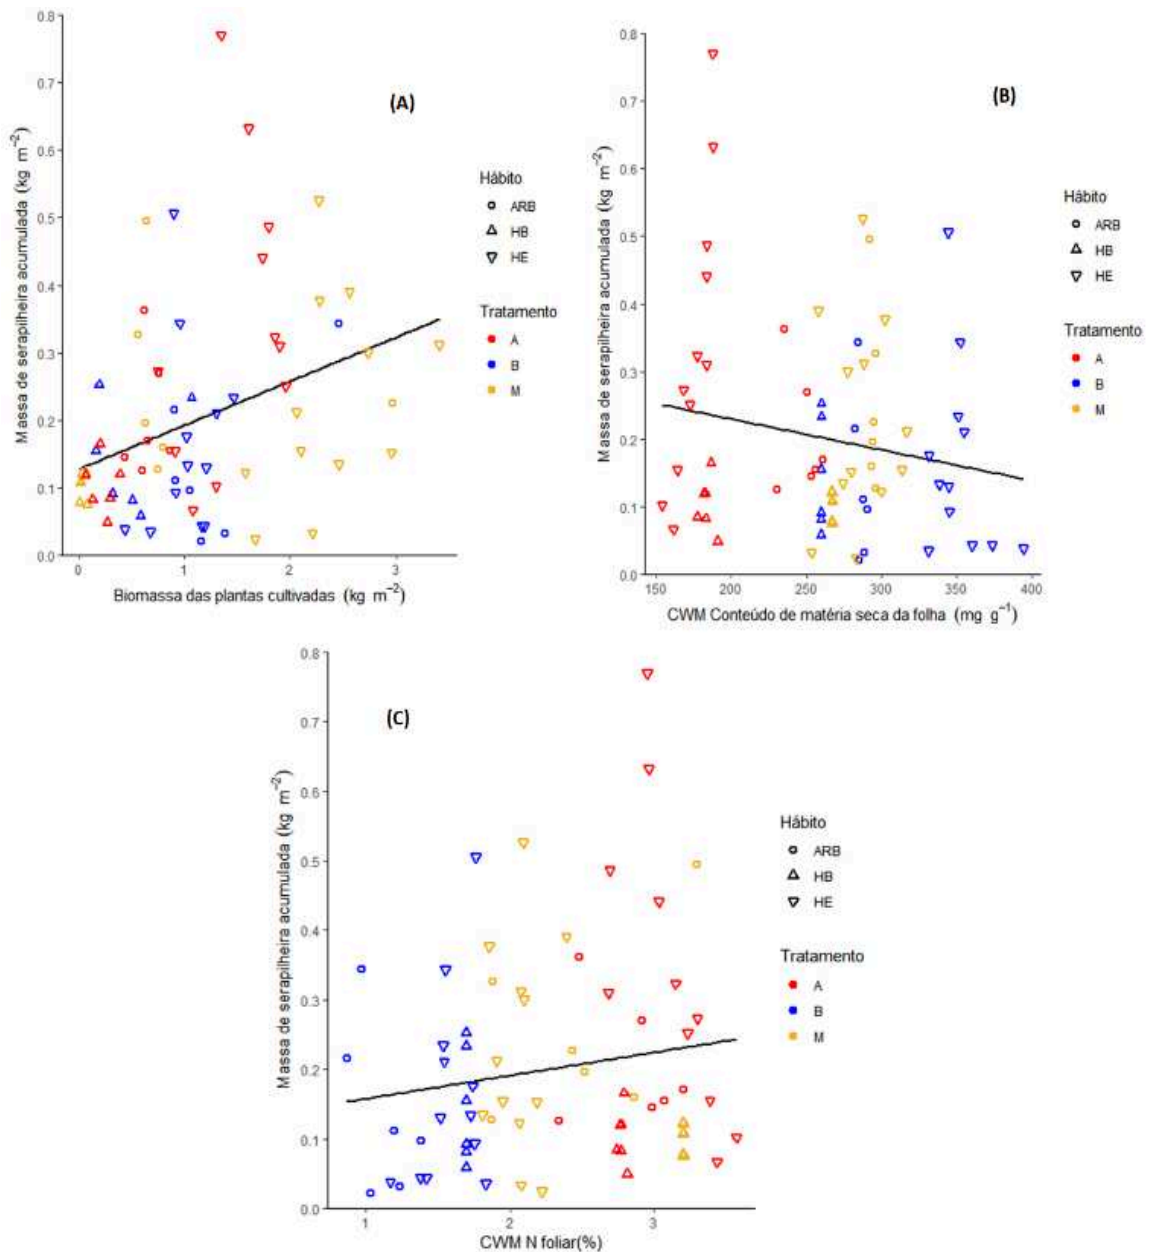 (A)
Massa de serapilheira acumulada (kg m⁻²)
0.8
0.7
0.6
0.5
0.4
0.3
0.2
0.1
0.0
0
1
2
3
Biomassa das plantas cultivadas (kg m⁻²)
Hábito
ARB
HB
HE
Tratamento
A
B
M
(B)
Massa de serapilheira acumulada (kg m⁻²)
0.8
0.7
0.6
0.5
0.4
0.3
0.2
0.1
0.0
150
200
250
300
350
400
CWM Conteúdo de matéria seca da folha (mg g⁻¹)
Hábito
ARB
HB
HE
Tratamento
A
B
M
(C)
Massa de serapilheira acumulada (kg m⁻²)
0.8
0.7
0.6
0.5
0.4
0.3
0.2
0.1
0.0
1
2
3
CWM N foliar(%)
Hábito
ARB
HB
HE
Tratamento
A
B
M